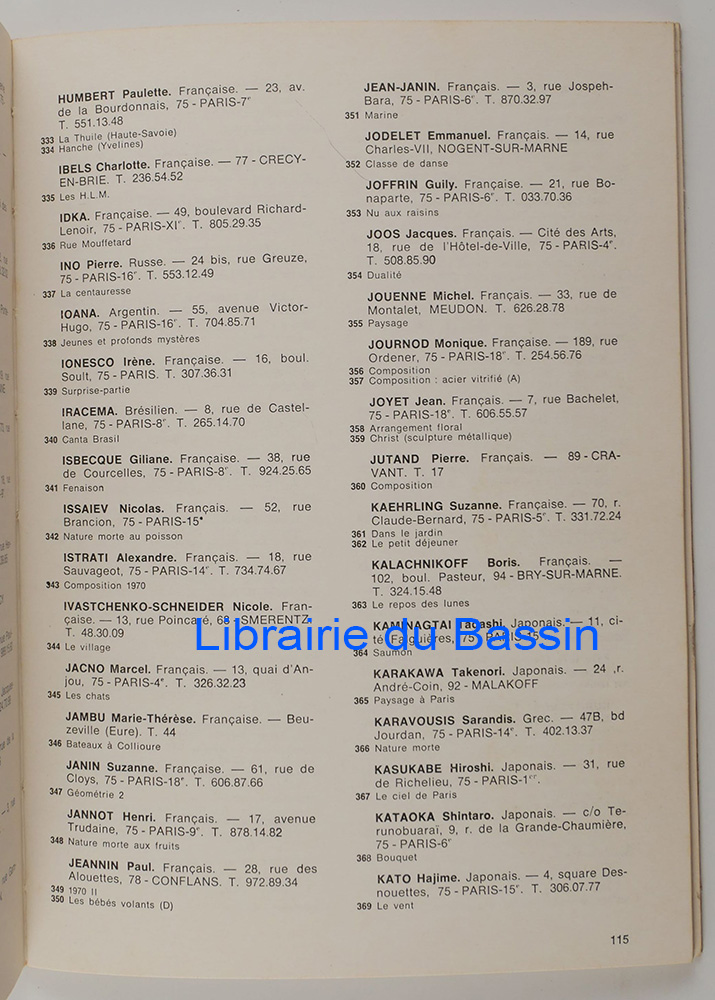 HUMBERT Paulette. Française. — 23, av.
de la Bourdonnais, 75 - PARIS-7ᵉ
T. 551.13.48
333 La Thuile (Haute-Savoie)
334 Hanche (Yvelines)
IBELS Charlotte. Française. — 77 - CRECY-
EN-BRIE. T. 236.54.52
335 Les H.L.M.
IDKA. Française. — 49, boulevard Richard-
Lenoir, 75 - PARIS-XIᵉ. T. 805.29.35
336 Rue Mouffetard
INO Pierre. Russe. — 24 bis, rue Greuze,
75 - PARIS-16ᵉ. T. 553.12.49
337 La centauresse
IOANA. Argentin. — 55, avenue Victor-
Hugo, 75 - PARIS-16ᵉ. T. 704.85.71
338 Jeunes et profonds mystères
IONESCO Irène. Française. — 16, boul.
Soult, 75 - PARIS. T. 307.36.31
339 Surprise-partie
IRACEMA. Brésilien. — 8, rue de Castel-
lane, 75 - PARIS-8ᵉ. T. 265.14.70
340 Canta Brasil
ISBECQUE Giliane. Française. — 38, rue
de Courcelles, 75 - PARIS-8ᵉ. T. 924.25.65
341 Fenaison
ISSAIEV Nicolas. Français. — 52, rue
Brancion, 75 - PARIS-15ᵉ
342 Nature morte au poisson
ISTRATI Alexandre. Français. — 18, rue
Sauvageot, 75 - PARIS-14ᵉ. T. 734.74.67
343 Composition 1970
IVASTCHENKO-SCHNEIDER Nicole. Fran-
çaise. — 13, rue Poincaré, 68 - SMERENTZ.
T. 48.30.09
344 Le village
JACNO Marcel. Français. — 13, quai d'An-
jou, 75 - PARIS-4ᵉ. T. 326.32.23
345 Les chats
JAMBU Marie-Thérèse. Française. — Beu-
zeville (Eure). T. 44
346 Bateaux à Collioure
JANIN Suzanne. Française. — 61, rue de
Cloys, 75 - PARIS-18ᵉ. T. 606.87.66
347 Géométrie 2
JANNOT Henri. Français. — 17, avenue
Trudaine, 75 - PARIS-9ᵉ. T. 878.14.82
348 Nature morte aux fruits
JEANNIN Paul. Français. — 28, rue des
Alouettes, 78 - CONFLANS. T. 972.89.34
349 1970 II
350 Les bébés volants (D)
JEAN-JANIN. Français. — 3, rue Jospeh-
Bara, 75 - PARIS-6ᵉ. T. 870.32.97
351 Marine
JODELET Emmanuel. Français. — 14, rue
Charles-VII, NOGENT-SUR-MARNE
352 Classe de danse
JOFFRIN Guily. Française. — 21, rue Bo-
naparte, 75 - PARIS-6ᵉ. T. 033.70.36
353 Nu aux raisins
JOOS Jacques. Français. — Cité des Arts,
18, rue de l'Hôtel-de-Ville, 75 - PARIS-4ᵉ.
T. 508.85.90
354 Dualité
JOUENNE Michel. Français. — 33, rue de
Montalet, MEUDON. T. 626.28.78
355 Paysage
JOURNOD Monique. Française. — 189, rue
Ordener, 75 - PARIS-18ᵉ. T. 254.56.76
356 Composition
357 Composition : acier vitrifié (A)
JOYET Jean. Français. — 7, rue Bachelet,
75 - PARIS-18ᵉ. T. 606.55.57
358 Arrangement floral
359 Christ (sculpture métallique)
JUTAND Pierre. Français. — 89 - CRA-
VANT. T. 17
360 Composition
KAEHRLING Suzanne. Française. — 70, r.
Claude-Bernard, 75 - PARIS-5ᵉ. T. 331.72.24
361 Dans le jardin
362 Le petit déjeuner
KALACHNIKOFF Boris. Français. —
102, boul. Pasteur, 94 - BRY-SUR-MARNE.
T. 324.15.48
363 Le repos des lunes
KAMINAGTAI Tadashi. Japonais. — 11, ci-
té Falguières, 75 - PARIS-15ᵉ
364 Saumon
KARAKAWA Takenori. Japonais. — 24 ,r.
André-Coin, 92 - MALAKOFF
365 Paysage à Paris
KARAVOUSIS Sarandis. Grec. — 47B, bd
Jourdan, 75 - PARIS-14ᵉ. T. 402.13.37
366 Nature morte
KASUKABE Hiroshi. Japonais. — 31, rue
de Richelieu, 75 - PARIS-1ᵉʳ.
367 Le ciel de Paris
KATAOKA Shintaro. Japonais. — c/o Te-
runobuaraï, 9, r. de la Grande-Chaumière,
75 - PARIS-6ᵉ
368 Bouquet
KATO Hajime. Japonais. — 4, square Des-
nouettes, 75 - PARIS-15ᵉ. T. 306.07.77
369 Le vent
115
Librairie du Bassin